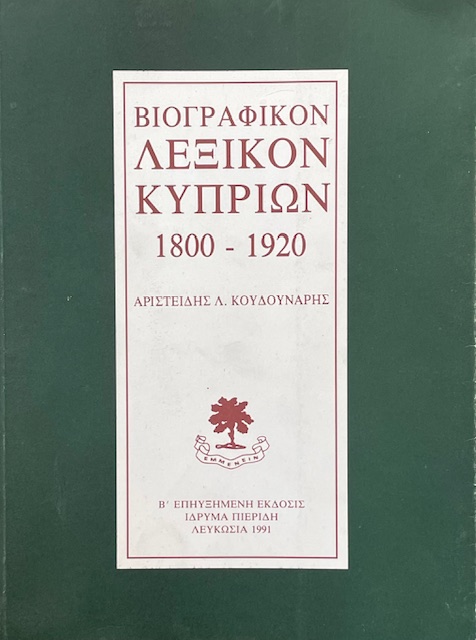 ΒΙΟΓΡΑΦΙΚΟΝ
ΛΕΞΙΚΟΝ
ΚΥΠΡΙΩΝ
1800 - 1920
ΑΡΙΣΤΕΙΔΗΣ Λ. ΚΟΥΔΟΥΝΑΡΗΣ
ΕΜΜΕΝΕΙΝ
Β' ΕΠΗΥΞΗΜΕΝΗ ΕΚΔΟΣΙΣ
ΙΔΡΥΜΑ ΠΙΕΡΙΔΗ
ΛΕΥΚΩΣΙΑ 1991